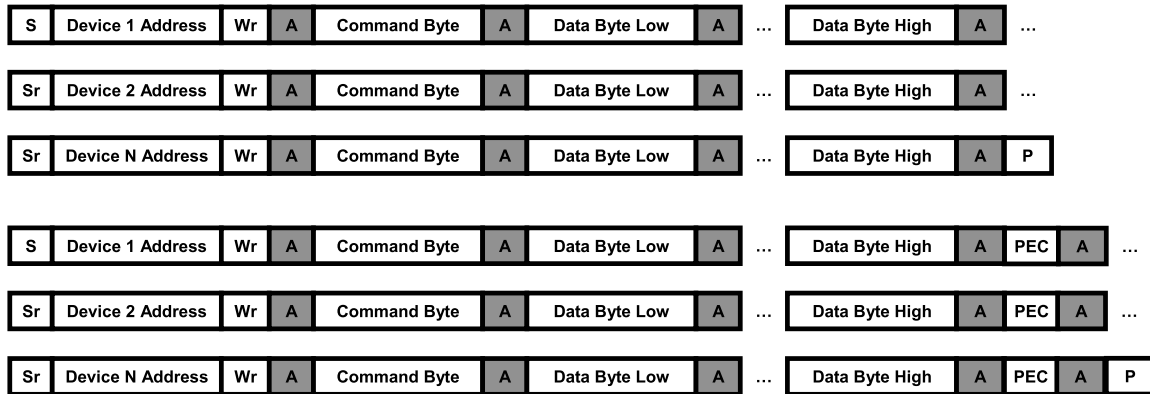 S Device 1 Address Wr A Command Byte A Data Byte Low A ... Data Byte High A ...
Sr Device 2 Address Wr A Command Byte A Data Byte Low A ... Data Byte High A ...
Sr Device N Address Wr A Command Byte A Data Byte Low A ... Data Byte High A P
S Device 1 Address Wr A Command Byte A Data Byte Low A ... Data Byte High A PEC A ...
Sr Device 2 Address Wr A Command Byte A Data Byte Low A ... Data Byte High A PEC A ...
Sr Device N Address Wr A Command Byte A Data Byte Low A ... Data Byte High A PEC A P